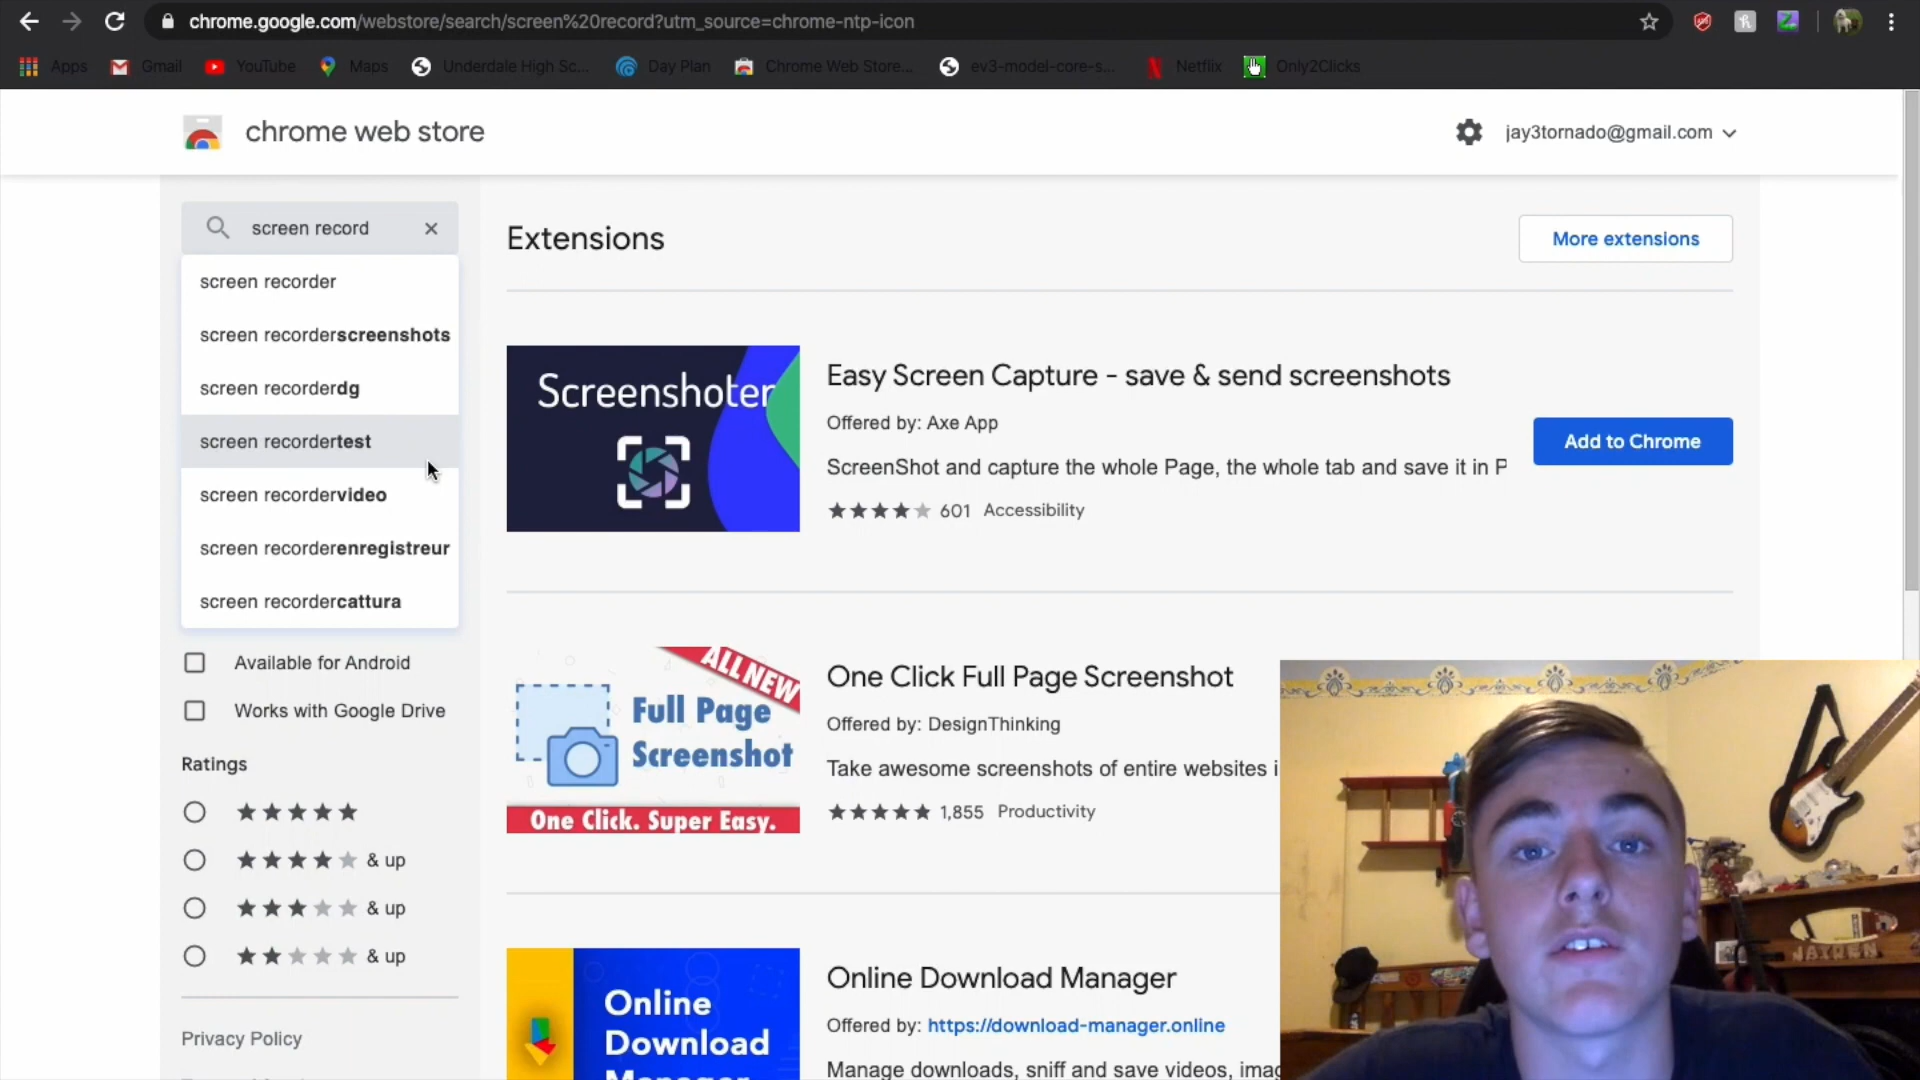 chrome.google.com/webstore/search/screen%20record?utm_source=chrome-ntp-icon
Apps
Gmail
YouTube
Maps
Underdale High Sc...
Day Plan
Chrome Web Store...
ev3-model-core-s...
Netflix
Only2Clicks
chrome web store
jay3tornado@gmail.com
screen record
screen recorder
screen recorderscreenshots
screen recorderdg
screen recordertest
screen recordervideo
screen recorderenregistreur
screen recordercattura
Available for Android
Works with Google Drive
Ratings
& up
& up
& up
Privacy Policy
Extensions
More extensions
Screenshoter
Easy Screen Capture - save & send screenshots
Offered by: Axe App
ScreenShot and capture the whole Page, the whole tab and save it in P
601 Accessibility
Add to Chrome
ALL NEW
Full Page
Screenshot
One Click. Super Easy.
One Click Full Page Screenshot
Offered by: DesignThinking
Take awesome screenshots of entire websites i
1,855 Productivity
Online
Download
Manager
Online Download Manager
Offered by: https://download-manager.online
Manage downloads, sniff and save videos, imag
JAYDEN